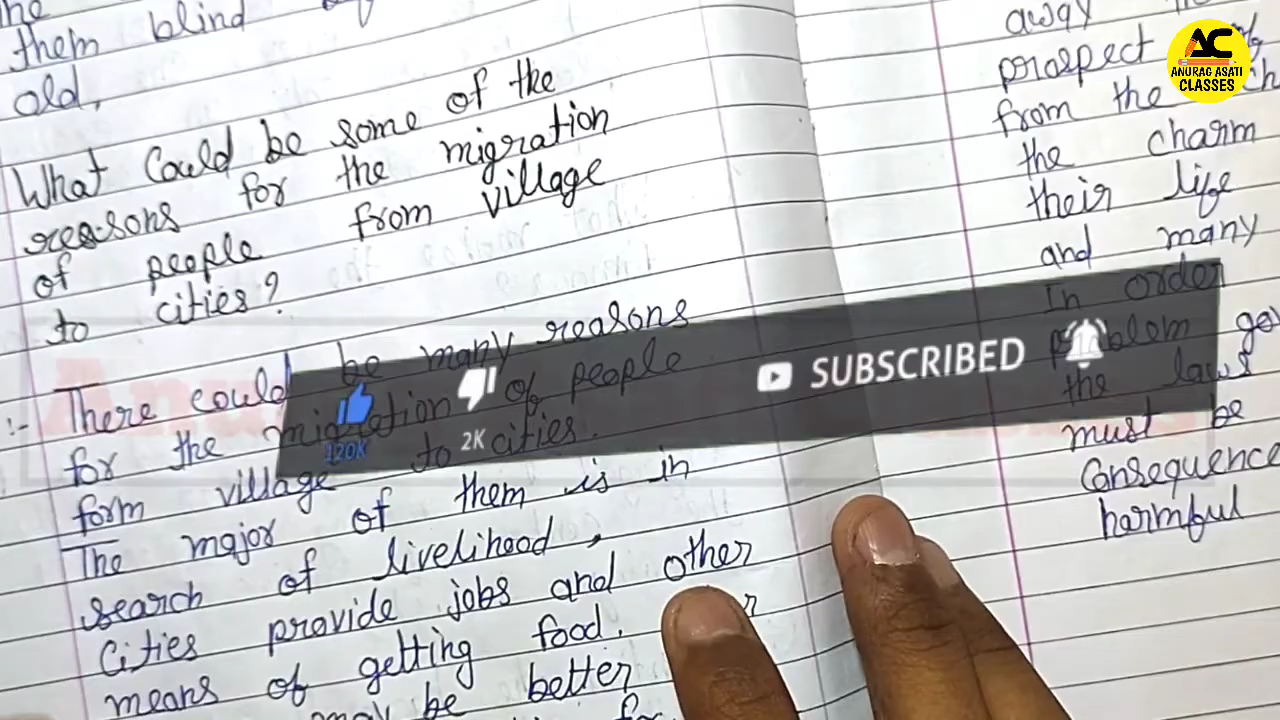 the
them blind
old.
What Could be some of the
reasons for the migration
of people from village
to cities?
:- There could be many reasons
for the migration of people
form village to cities.
The major of them is in
search of livelihood,
Cities provide jobs and other
means of getting food.
may be better
away
prospect
from the
the charm
their life
and many
In order
problem
the laws
must be
Consequence
harmful
AC
ANURAG ASATI
CLASSES
120K
2K
SUBSCRIBED